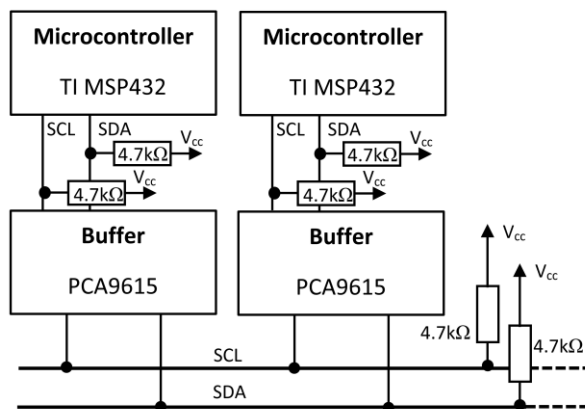 Microcontroller Microcontroller
TI MSP432 TI MSP432
SCL SDA SCL SDA
4.7kΩ Vcc 4.7kΩ Vcc
4.7kΩ Vcc 4.7kΩ Vcc
Buffer Buffer
PCA9615 PCA9615
Vcc
Vcc
4.7kΩ 4.7kΩ
SCL
SDA